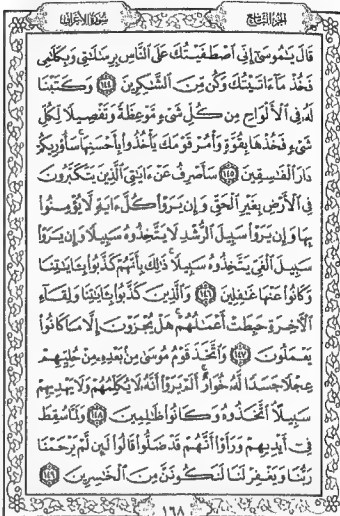 سورة الأعراف
الجزء التاسع
قَالَ يَٰمُوسَىٰٓ إِنِّي ٱصْطَفَيْتُكَ عَلَى ٱلنَّاسِ بِرِسَٰلَٰتِي وَبِكَلَٰمِي
فَخُذْ مَآ ءَاتَيْتُكَ وَكُن مِّنَ ٱلشَّٰكِرِينَ ١٤٤ وَكَتَبْنَا
لَهُۥ فِي ٱلْأَلْوَاحِ مِن كُلِّ شَيْءٍ مَّوْعِظَةً وَتَفْصِيلًا لِّكُلِّ
شَيْءٍ فَخُذْهَا بِقُوَّةٍ وَأْمُرْ قَوْمَكَ يَأْخُذُوا۟ بِأَحْسَنِهَا ۚ سَأُو۟رِيكُمْ
دَارَ ٱلْفَٰسِقِينَ ١٤٥ سَأَصْرِفُ عَنْ ءَايَٰتِيَ ٱلَّذِينَ يَتَكَبَّرُونَ
فِي ٱلْأَرْضِ بِغَيْرِ ٱلْحَقِّ وَإِن يَرَوْا۟ كُلَّ ءَايَةٍ لَّا يُؤْمِنُوا۟
بِهَا وَإِن يَرَوْا۟ سَبِيلَ ٱلرُّشْدِ لَا يَتَّخِذُوهُ سَبِيلًا وَإِن يَرَوْا۟
سَبِيلَ ٱلْغَيِّ يَتَّخِذُوهُ سَبِيلًا ۚ ذَٰلِكَ بِأَنَّهُمْ كَذَّبُوا۟ بِـَٔايَٰتِنَا
وَكَانُوا۟ عَنْهَا غَٰفِلِينَ ١٤٦ وَٱلَّذِينَ كَذَّبُوا۟ بِـَٔايَٰتِنَا وَلِقَآءِ
ٱلْأَخِرَةِ حَبِطَتْ أَعْمَٰلُهُمْ ۚ هَلْ يُجْزَوْنَ إِلَّا مَا كَانُوا۟
يَعْمَلُونَ ١٤٧ وَٱتَّخَذَ قَوْمُ مُوسَىٰ مِنۢ بَعْدِهِۦ مِنْ حُلِيِّهِمْ
عِجْلًا جَسَدًا لَّهُۥ خُوَارٌ ۚ أَلَمْ يَرَوْا۟ أَنَّهُۥ لَا يُكَلِّمُهُمْ وَلَا يَهْدِيهِمْ
سَبِيلًا ۘ ٱتَّخَذُوهُ وَكَانُوا۟ ظَٰلِمِينَ ١٤٨ وَلَمَّا سُقِطَ
فِيٓ أَيْدِيهِمْ وَرَأَوْا۟ أَنَّهُمْ قَدْ ضَلُّوا۟ قَالُوا۟ لَئِن لَّمْ يَرْحَمْنَا
رَبُّنَا وَيَغْفِرْ لَنَا لَنَكُونَنَّ مِنَ ٱلْخَٰسِرِينَ ١٤٩
١٦٨